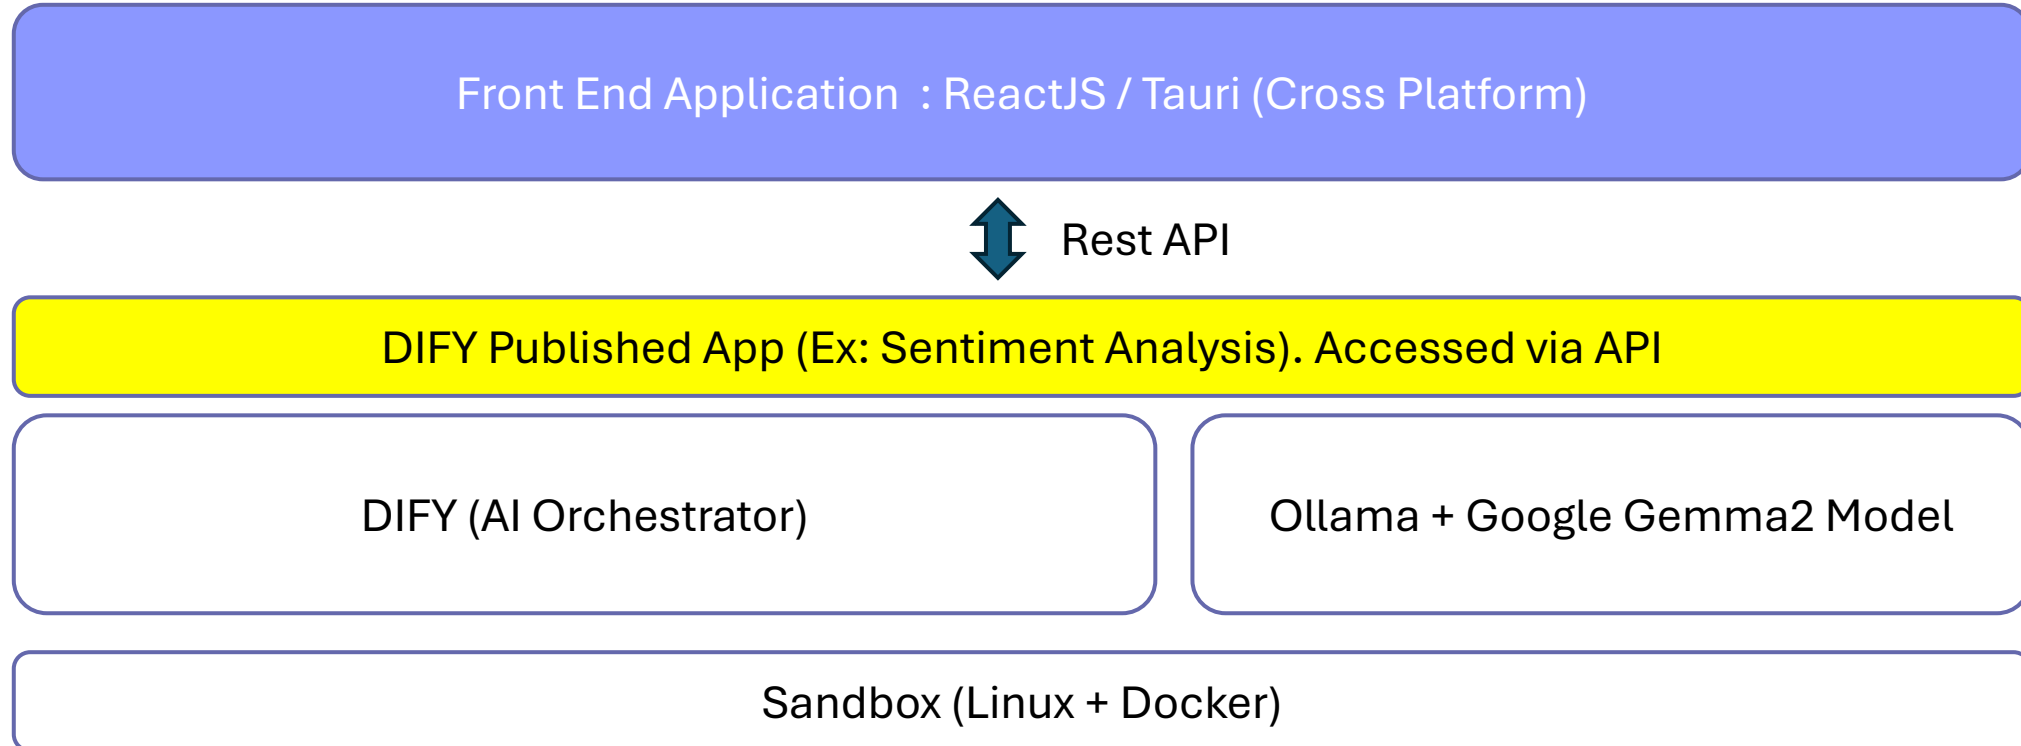 Front End Application  : ReactJS / Tauri (Cross Platform)
Rest API
DIFY Published App (Ex: Sentiment Analysis). Accessed via API
DIFY (AI Orchestrator)
Ollama + Google Gemma2 Model
Sandbox (Linux + Docker)